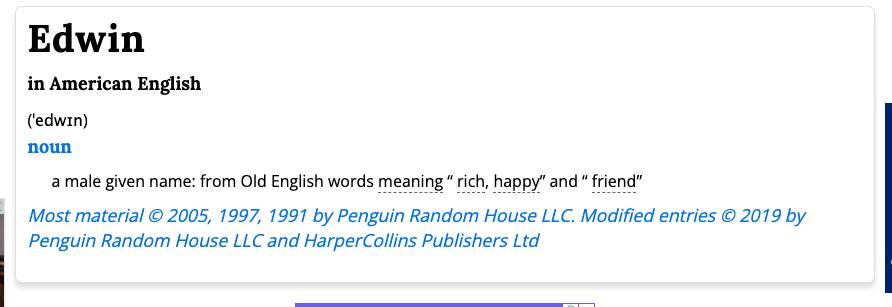 Edwin
in American English
(ˈedwɪn)
noun
a male given name: from Old English words meaning “ rich, happy” and “ friend”
Most material © 2005, 1997, 1991 by Penguin Random House LLC. Modified entries © 2019 by
Penguin Random House LLC and HarperCollins Publishers Ltd